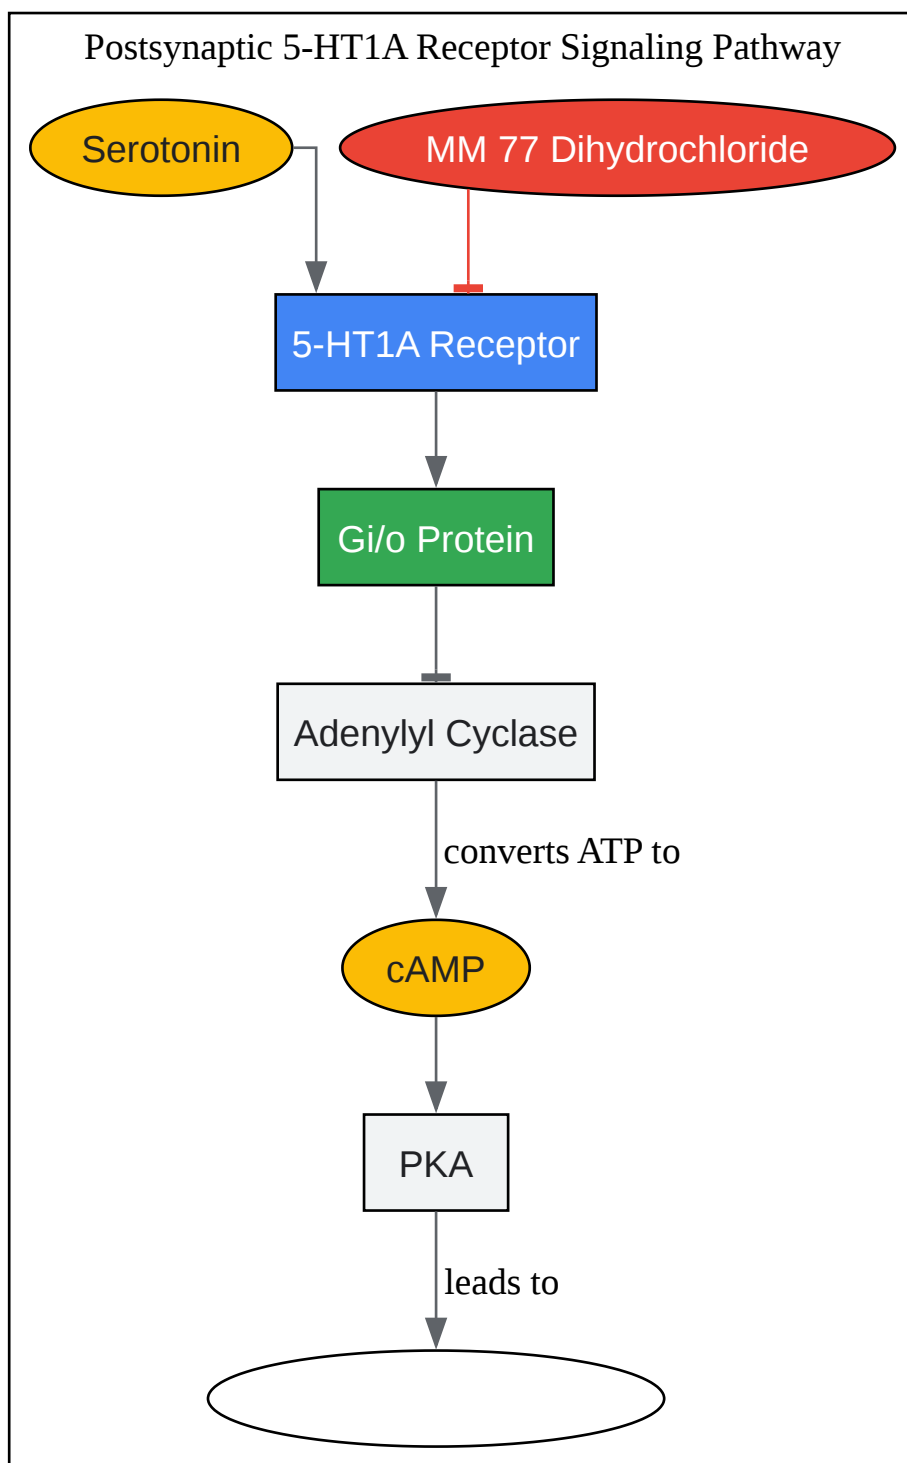 Postsynaptic 5-HT1A Receptor Signaling Pathway
Serotonin
MM 77 Dihydrochloride
5-HT1A Receptor
Gi/o Protein
Adenylyl Cyclase
converts ATP to
cAMP
PKA
leads to